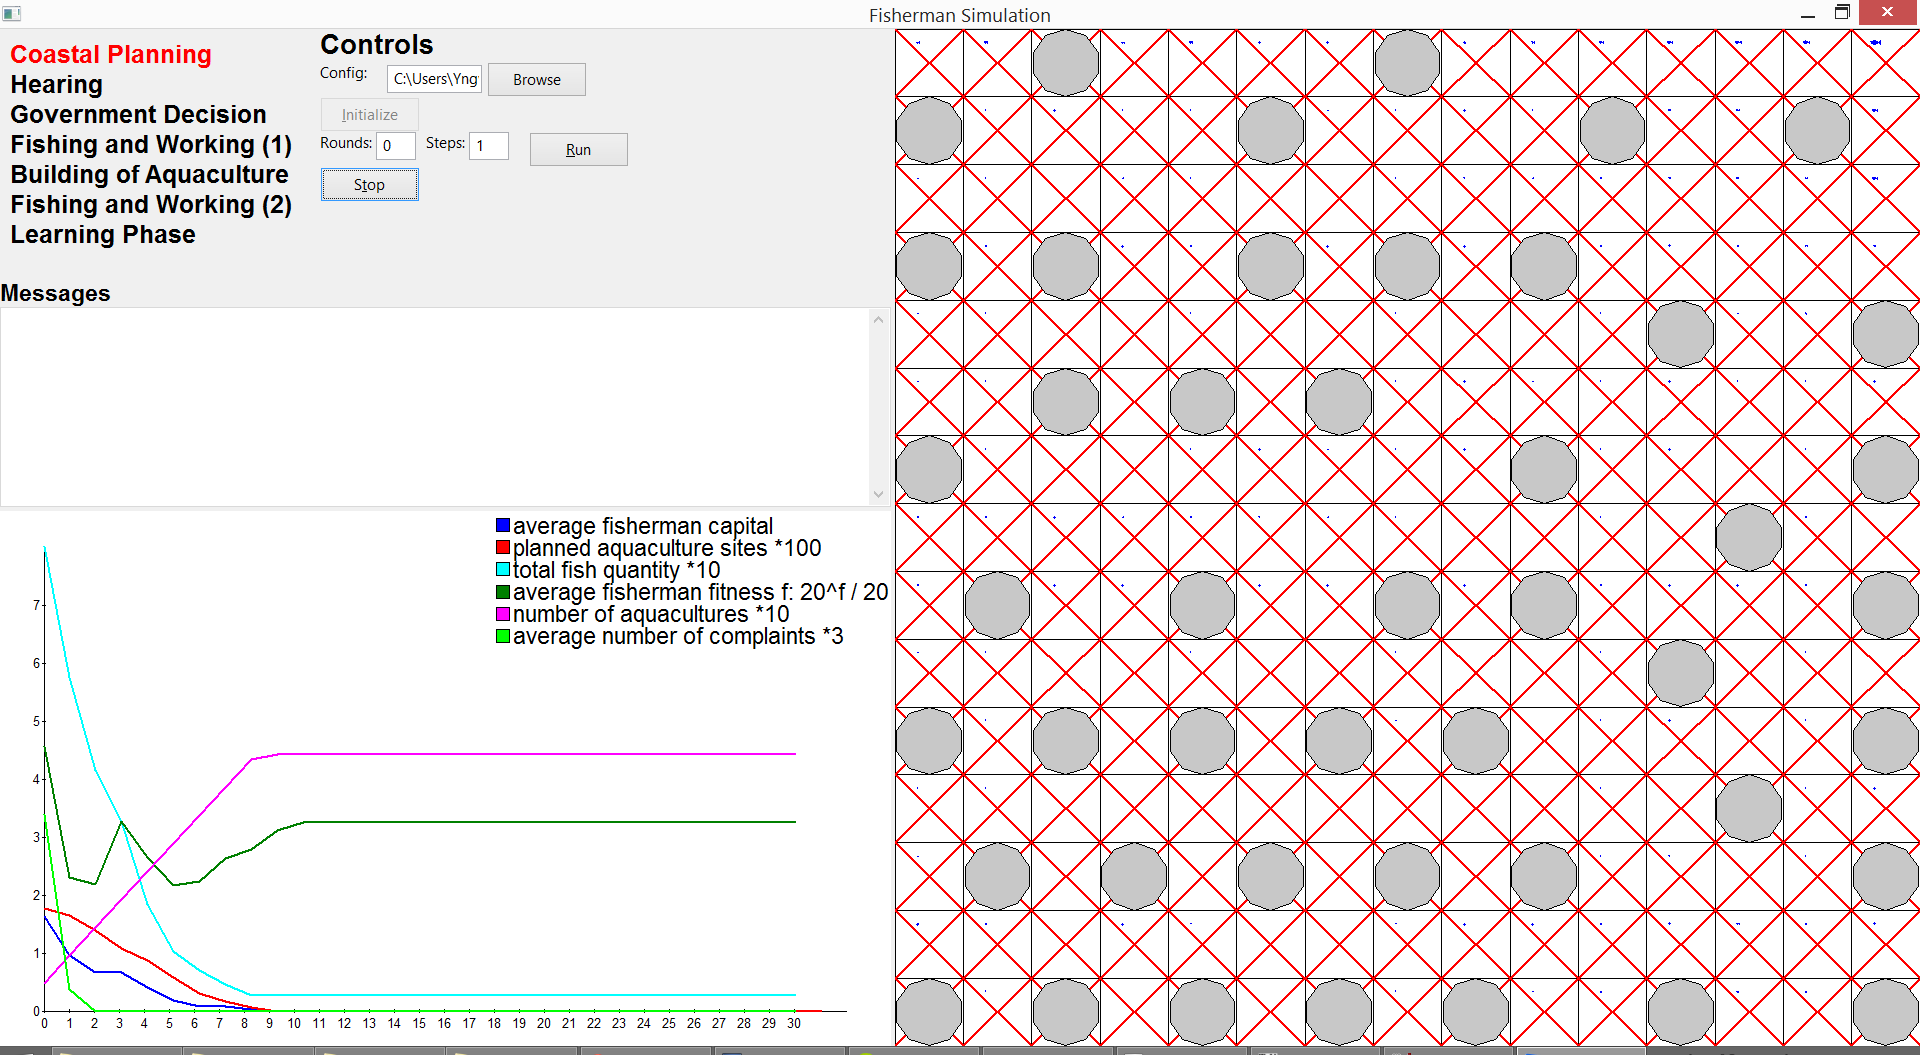 Fisherman Simulation
Coastal Planning
Hearing
Government Decision
Fishing and Working (1)
Building of Aquaculture
Fishing and Working (2)
Learning Phase
Controls
Config: C:\Users\Yng Browse
Initialize
Rounds: 0 Steps: 1 Run
Stop
Messages
average fisherman capital
planned aquaculture sites *100
total fish quantity *10
average fisherman fitness f: 20^f / 20
number of aquacultures *10
average number of complaints *3
7
6
5
4
3
2
1
0
0 1 2 3 4 5 6 7 8 9 10 11 12 13 14 15 16 17 18 19 20 21 22 23 24 25 26 27 28 29 30